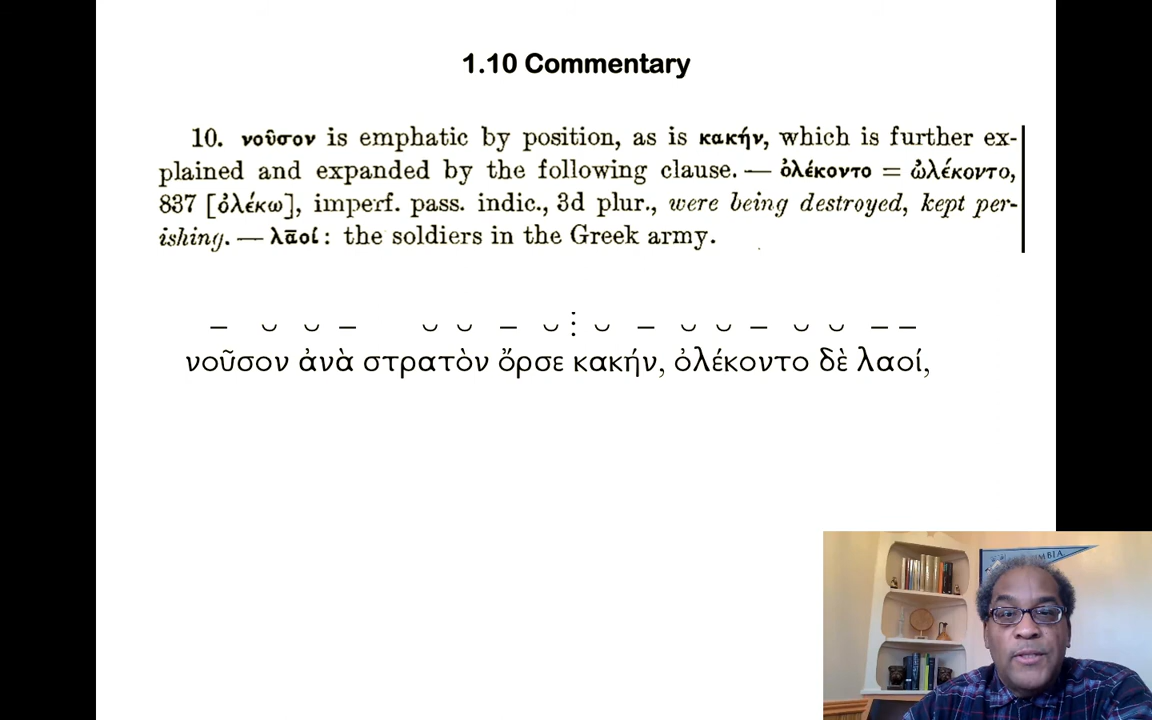 1.10 Commentary
10. νοῦσον is emphatic by position, as is κακήν, which is further ex-
plained and expanded by the following clause. — ὀλέκοντο = ὠλέκοντο,
837 [ὀλέκω], imperf. pass. indic., 3d plur., were being destroyed, kept per-
ishing. — λᾱοί: the soldiers in the Greek army.
– ⏑ ⏑ – ⏑ ⏑ – ⏑ ⋮ ⏑ – ⏑ ⏑ – ⏑ ⏑ – –
νοῦσον ἀνὰ στρατὸν ὄρσε κακήν, ὀλέκοντο δὲ λαοί,